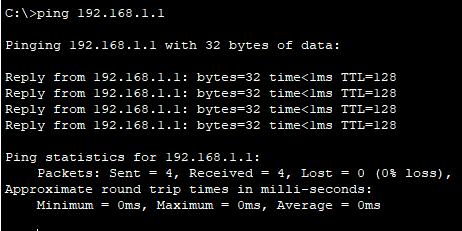 C:\>ping 192.168.1.1
Pinging 192.168.1.1 with 32 bytes of data:
Reply from 192.168.1.1: bytes=32 time<1ms TTL=128
Reply from 192.168.1.1: bytes=32 time<1ms TTL=128
Reply from 192.168.1.1: bytes=32 time<1ms TTL=128
Reply from 192.168.1.1: bytes=32 time<1ms TTL=128
Ping statistics for 192.168.1.1:
Packets: Sent = 4, Received = 4, Lost = 0 (0% loss),
Approximate round trip times in milli-seconds:
Minimum = 0ms, Maximum = 0ms, Average = 0ms